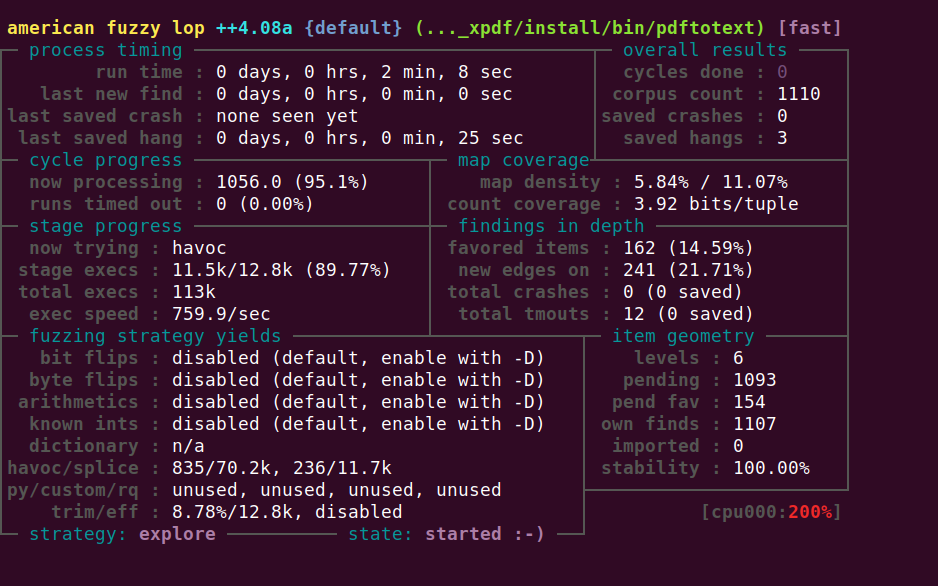 american fuzzy lop ++4.08a {default} (..._xpdf/install/bin/pdftotext) [fast]
process timing overall results
run time : 0 days, 0 hrs, 2 min, 8 sec cycles done : 0
last new find : 0 days, 0 hrs, 0 min, 0 sec corpus count : 1110
last saved crash : none seen yet saved crashes : 0
last saved hang : 0 days, 0 hrs, 0 min, 25 sec saved hangs : 3
cycle progress map coverage
now processing : 1056.0 (95.1%) map density : 5.84% / 11.07%
runs timed out : 0 (0.00%) count coverage : 3.92 bits/tuple
stage progress findings in depth
now trying : havoc favored items : 162 (14.59%)
stage execs : 11.5k/12.8k (89.77%) new edges on : 241 (21.71%)
total execs : 113k total crashes : 0 (0 saved)
exec speed : 759.9/sec total tmouts : 12 (0 saved)
fuzzing strategy yields item geometry
bit flips : disabled (default, enable with -D) levels : 6
byte flips : disabled (default, enable with -D) pending : 1093
arithmetics : disabled (default, enable with -D) pend fav : 154
known ints : disabled (default, enable with -D) own finds : 1107
dictionary : n/a imported : 0
havoc/splice : 835/70.2k, 236/11.7k stability : 100.00%
py/custom/rq : unused, unused, unused, unused
trim/eff : 8.78%/12.8k, disabled [cpu000:200%]
strategy: explore state: started :-)